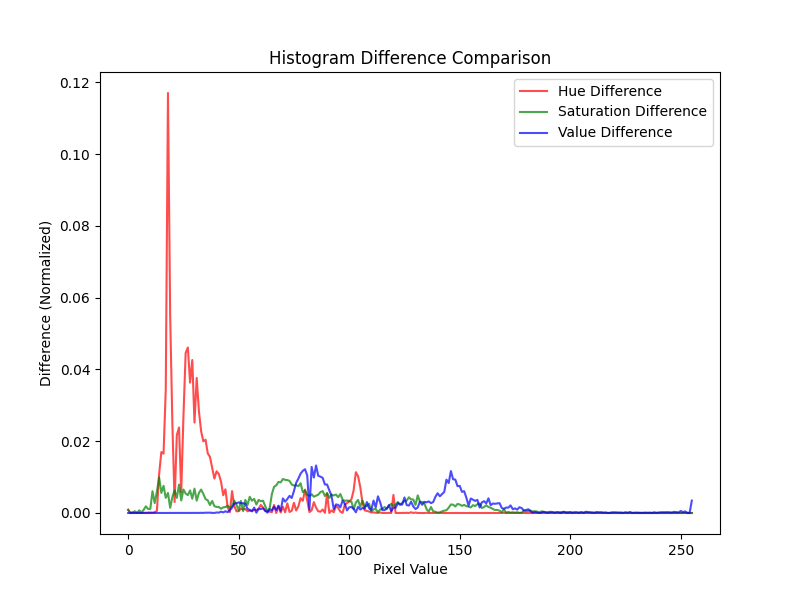 Histogram Difference Comparison
Hue Difference
Saturation Difference
Value Difference
Difference (Normalized)
0.12
0.10
0.08
0.06
0.04
0.02
0.00
0 50 100 150 200 250
Pixel Value